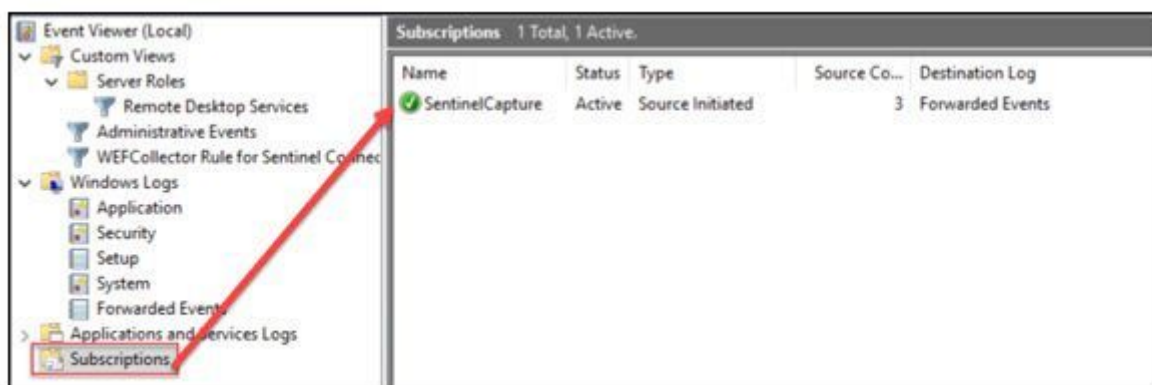 Event Viewer (Local)
Custom Views
Server Roles
Remote Desktop Services
Administrative Events
WEFCollector Rule for Sentinel
Windows Logs
Application
Security
Setup
System
Forwarded
Applications and Services Logs
Subscriptions
Subscriptions 1 Total, 1 Active.
Name Status Type Source Co... Destination Log
SentinelCapture Active Source Initiated 3 Forwarded Events